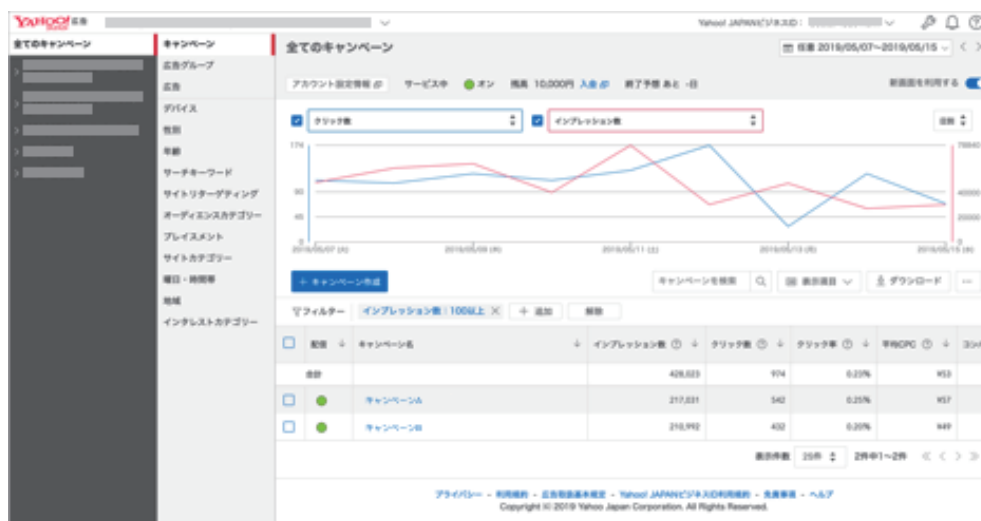 YAHOO! 広告
Yahoo! JAPANビジネスID：
全てのキャンペーン
キャンペーン
広告グループ
広告
デバイス
性別
年齢
サーチキーワード
サイトリターゲティング
オーディエンスカテゴリー
プレイスメント
サイトカテゴリー
曜日・時間帯
地域
インタレストカテゴリー
全てのキャンペーン
任意 2019/05/07~2019/05/15
アカウント設定情報 サービス中 オン 残高 10,000円 入金 終了予想 あと -日 新画面を利用する
クリック数 インプレッション数 日別
174
90
45
0
40000
20000
0
2019/05/07 (火) 2019/05/09 (木) 2019/05/11 (土) 2019/05/13 (月) 2019/05/15 (水)
＋ キャンペーン作成 キャンペーンを検索 表示項目 ダウンロード …
フィルター インプレッション数：100以上 × ＋ 追加 解除
配信 ↓ キャンペーン名 ↓ インプレッション数 ? ↓ クリック数 ? ↓ クリック率 ? ↓ 平均CPC ? ↓
合計 428,023 974 0.23% ¥53
キャンペーンA 217,031 542 0.25% ¥57
キャンペーンB 210,992 432 0.20% ¥49
表示件数 25件 2件中1~2件 ≪ < > ≫
プライバシー - 利用規約 - 広告取扱基本規定 - Yahoo! JAPANビジネスID利用規約 - 免責事項 - ヘルプ
Copyright (C) 2019 Yahoo Japan Corporation. All Rights Reserved.